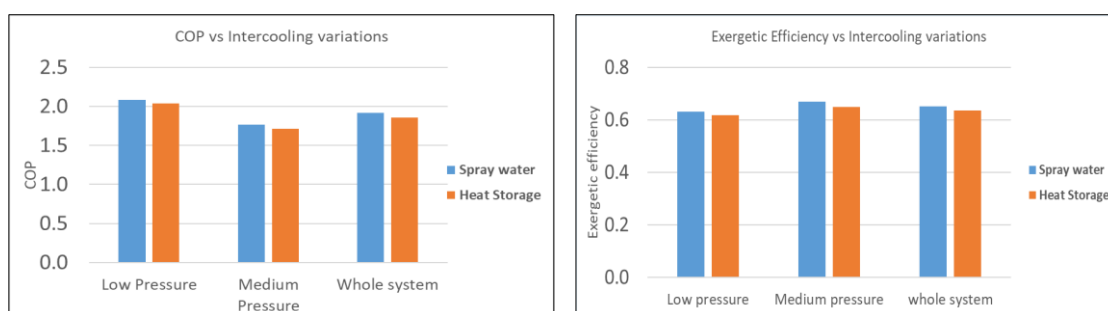 COP vs Intercooling variations
2.5
2.0
1.5
1.0
0.5
0.0
COP
Low Pressure
Medium
Pressure
Whole system
Spray water
Heat Storage
Exergetic Efficiency vs Intercooling variations
0.8
0.6
0.4
0.2
0.0
Exergetic efficiency
Low pressure
Medium pressure
whole system
Spray water
Heat Storage